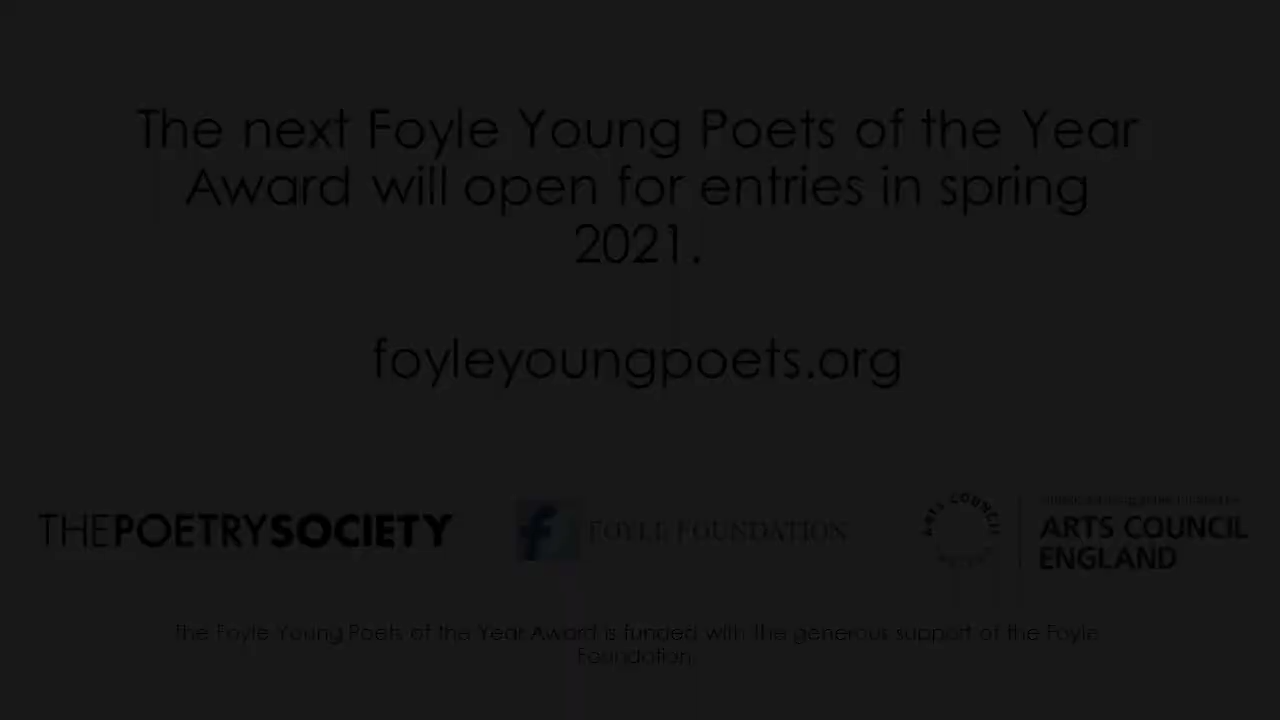 The next Foyle Young Poets of the Year
Award will open for entries in spring
2021.
foyleyoungpoets.org
THEPOETRYSOCIETY
f FOYLE FOUNDATION
ARTS COUNCIL
ARTS COUNCIL
ENGLAND
The Foyle Young Poets of the Year Award is funded with the generous support of the Foyle
Foundation.